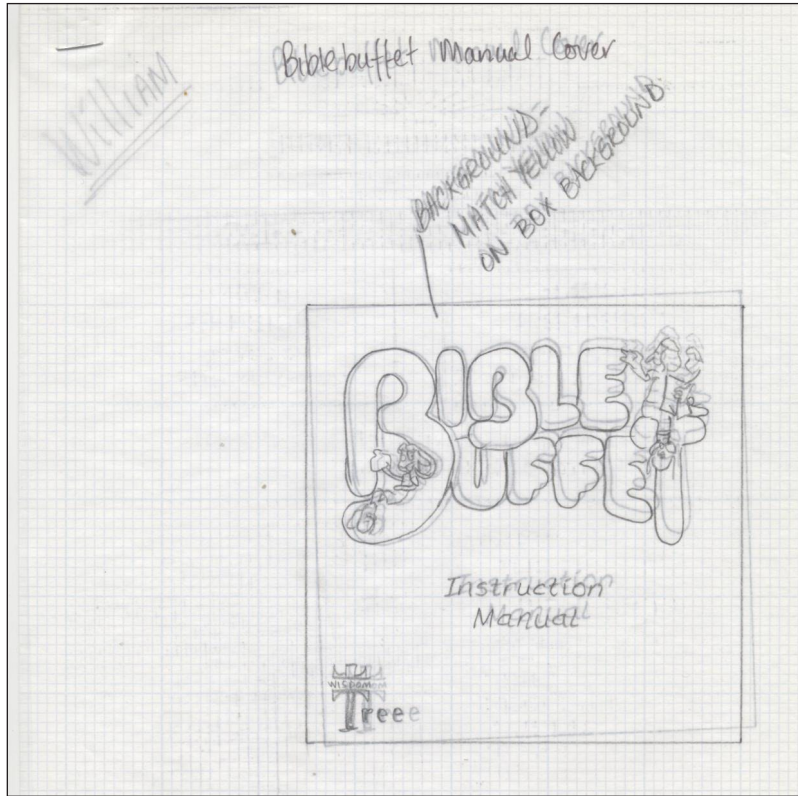 Biblebuffet Manual Cover
William
BACKGROUND=
MATCH YELLOW
ON BOX BACKGROUND
BIBLE
BUFFET
Instruction
Manual
WISDOM
Tree